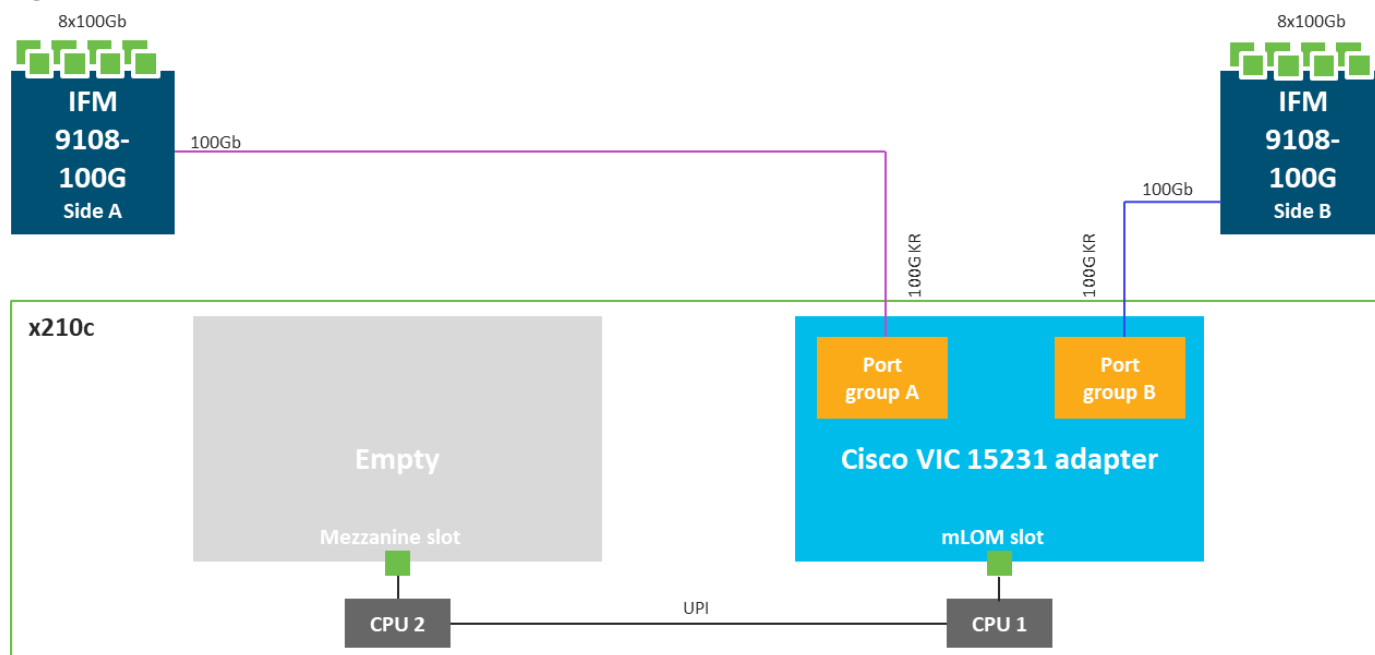 8x100Gb
8x100Gb
IFM
9108-
100G
Side A
IFM
9108-
100G
Side B
100Gb
100Gb
100G KR
100G KR
x210c
Port
group A
Port
group B
Empty
Cisco VIC 15231 adapter
Mezzanine slot
mLOM slot
CPU 2
UPI
CPU 1